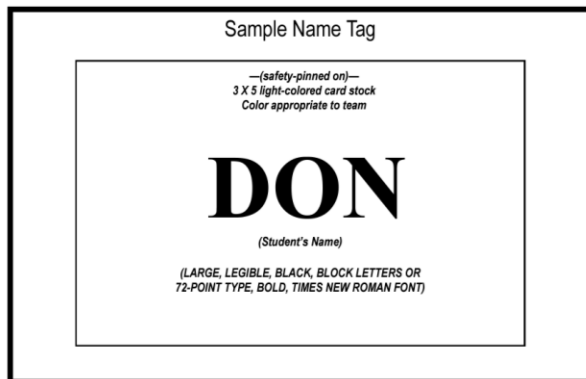 Sample Name Tag
—(safety-pinned on)—
3 X 5 light-colored card stock
Color appropriate to team
DON
(Student's Name)
(LARGE, LEGIBLE, BLACK, BLOCK LETTERS OR
72-POINT TYPE, BOLD, TIMES NEW ROMAN FONT)